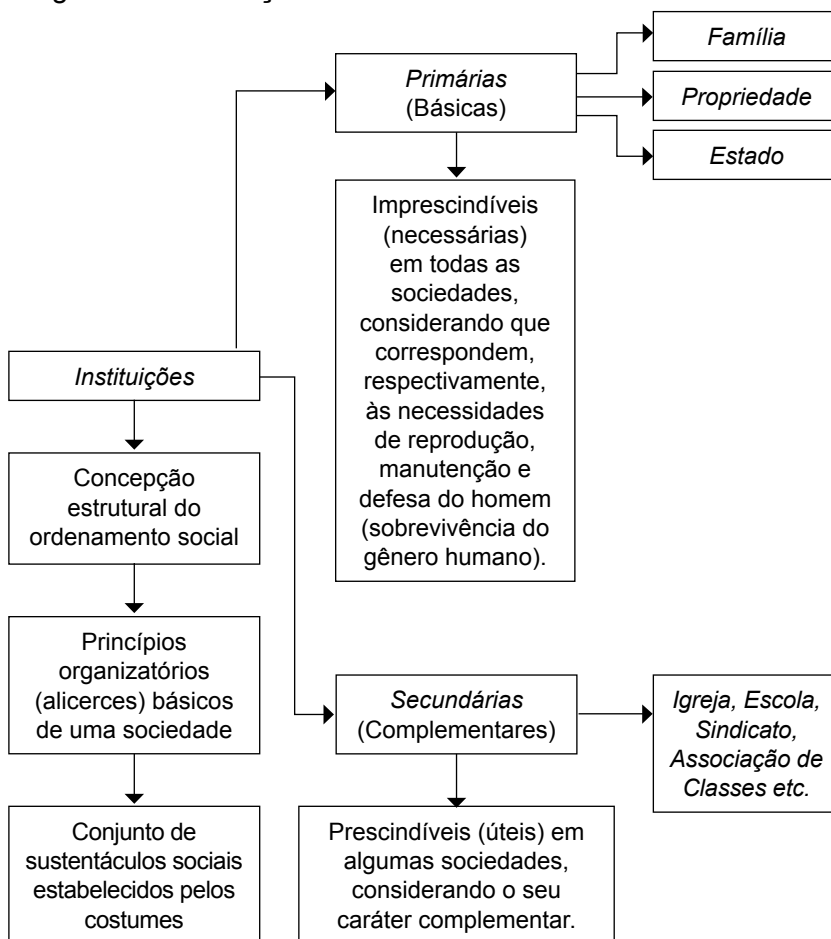 Primárias
(Básicas)
Família
Propriedade
Estado
Imprescindíveis
(necessárias)
em todas as
sociedades,
considerando que
correspondem,
respectivamente,
às necessidades
de reprodução,
manutenção e
defesa do homem
(sobrevivência do
gênero humano).
Instituições
Concepção
estrutural do
ordenamento social
Princípios
organizatórios
(alicerces) básicos
de uma sociedade
Conjunto de
sustentáculos sociais
estabelecidos pelos
costumes
Secundárias
(Complementares)
Igreja, Escola,
Sindicato,
Associação de
Classes etc.
Prescindíveis (úteis) em
algumas sociedades,
considerando o seu
caráter complementar.